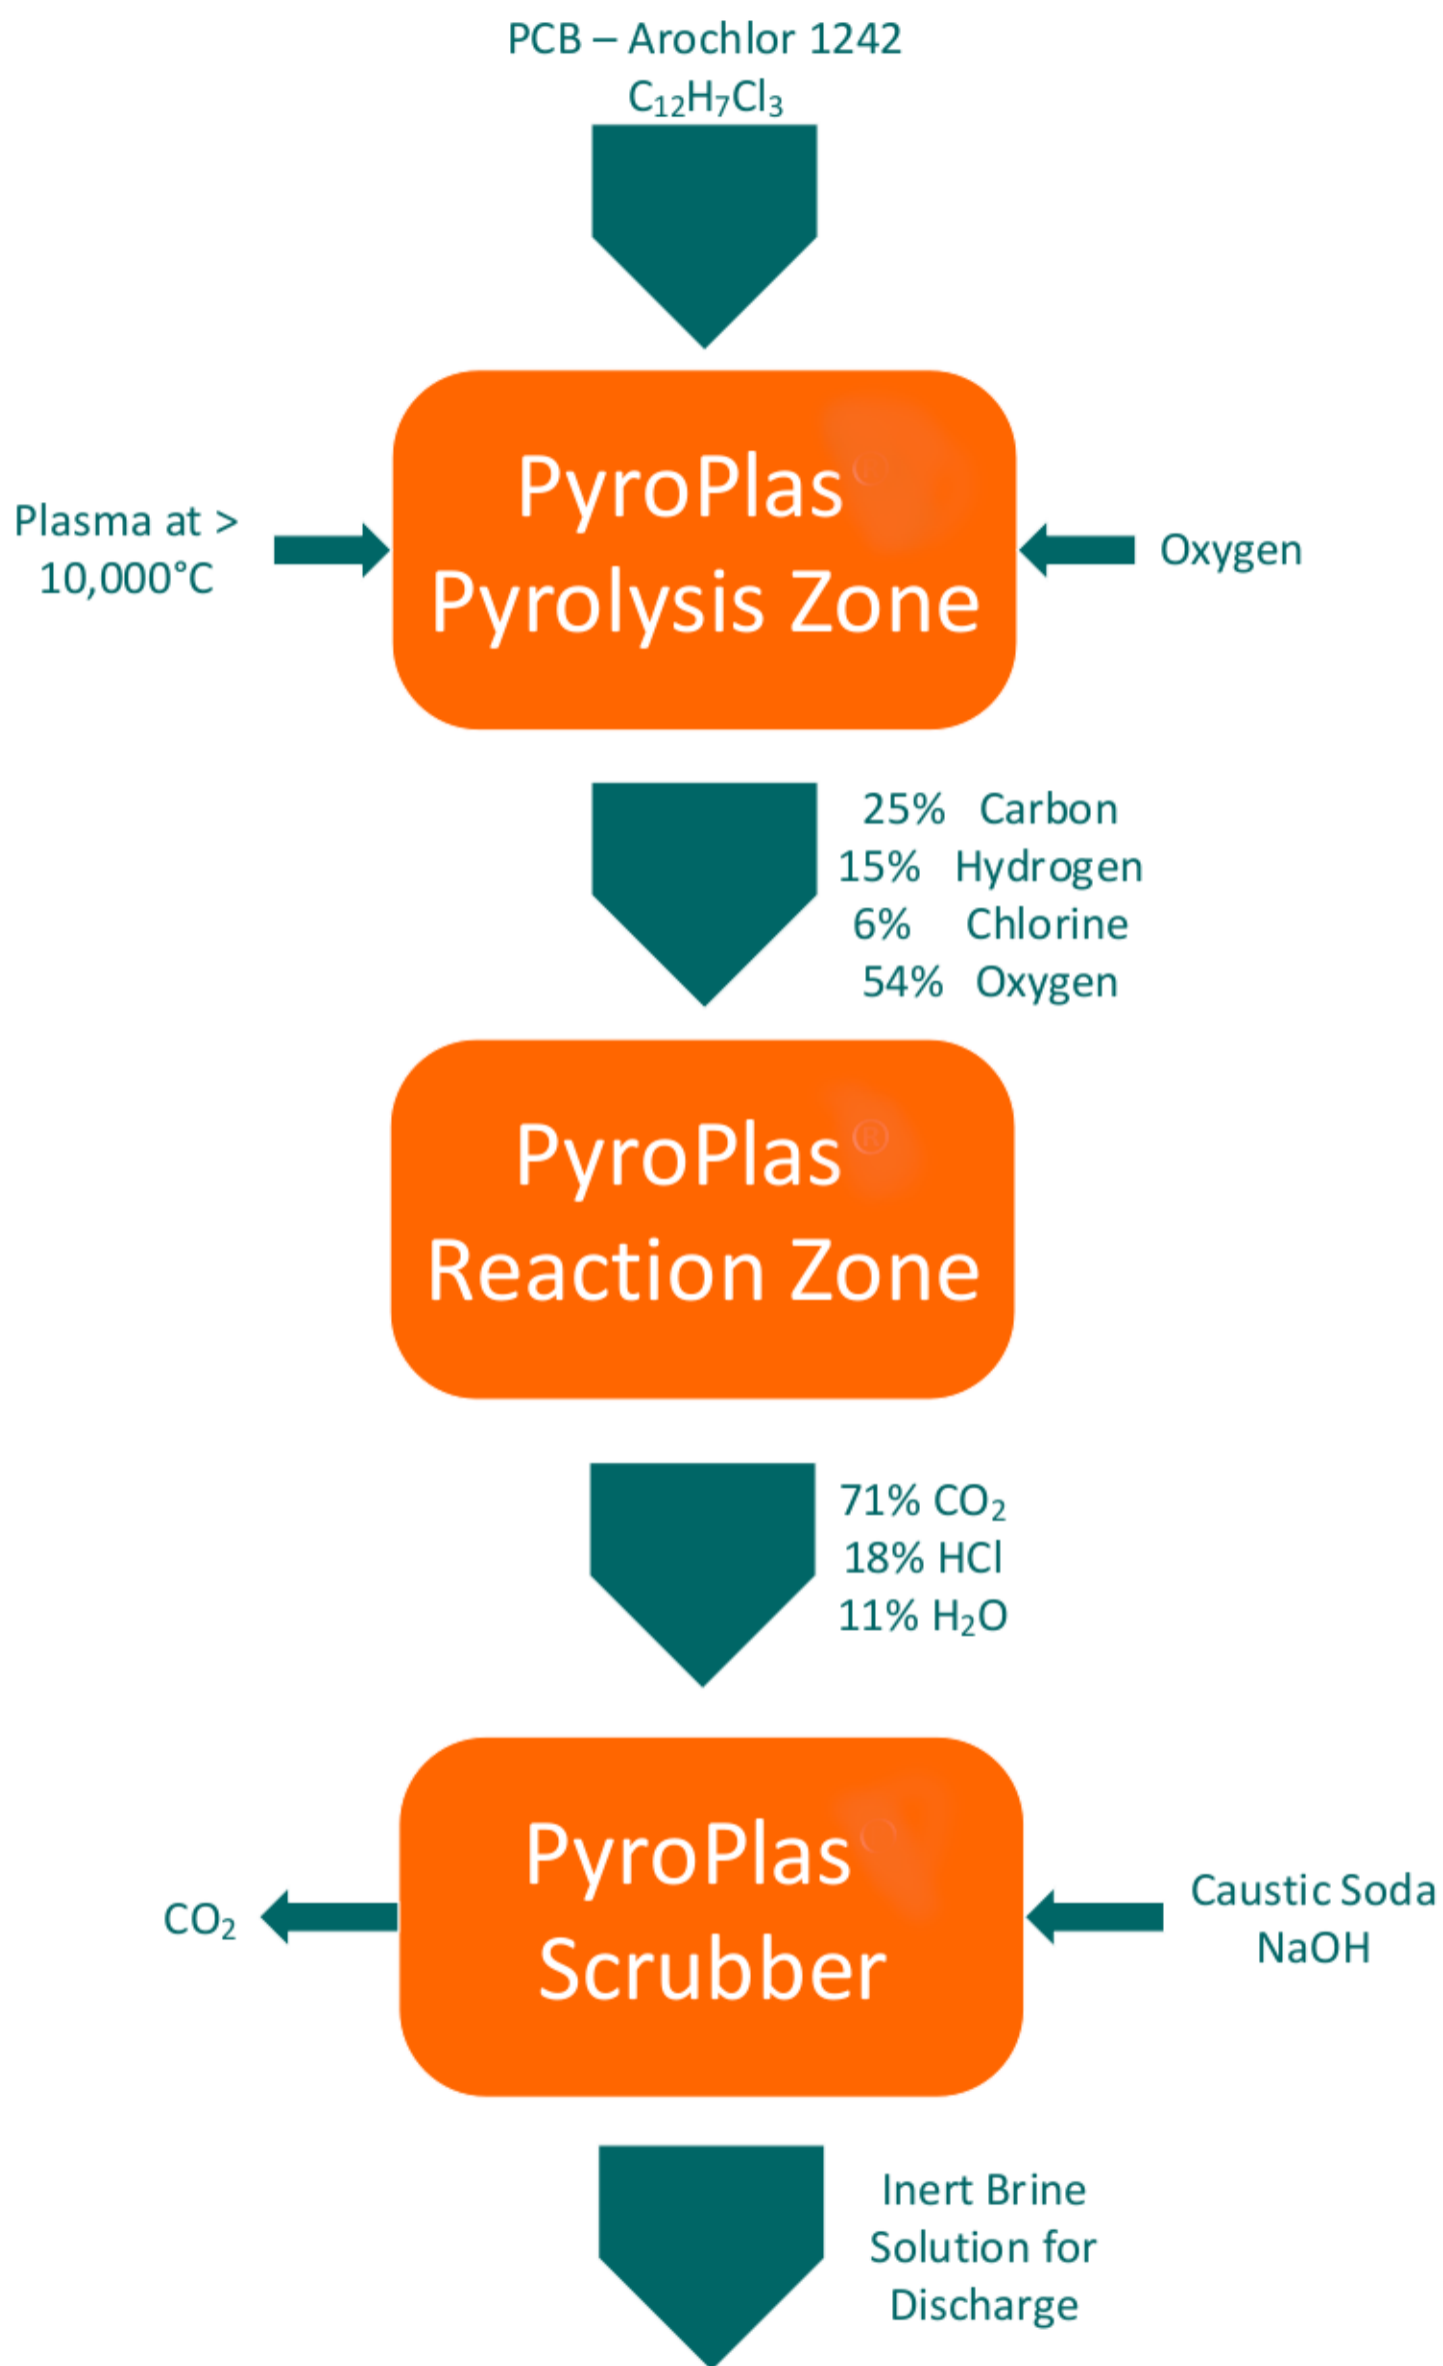 PCB – Arochlor 1242
C₁₂H₇Cl₃
PyroPlas®
Pyrolysis Zone
Plasma at >
10,000°C
Oxygen
25% Carbon
15% Hydrogen
6% Chlorine
54% Oxygen
PyroPlas®
Reaction Zone
71% CO₂
18% HCl
11% H₂O
PyroPlas
Scrubber
CO₂
Caustic Soda
NaOH
Inert Brine
Solution for
Discharge